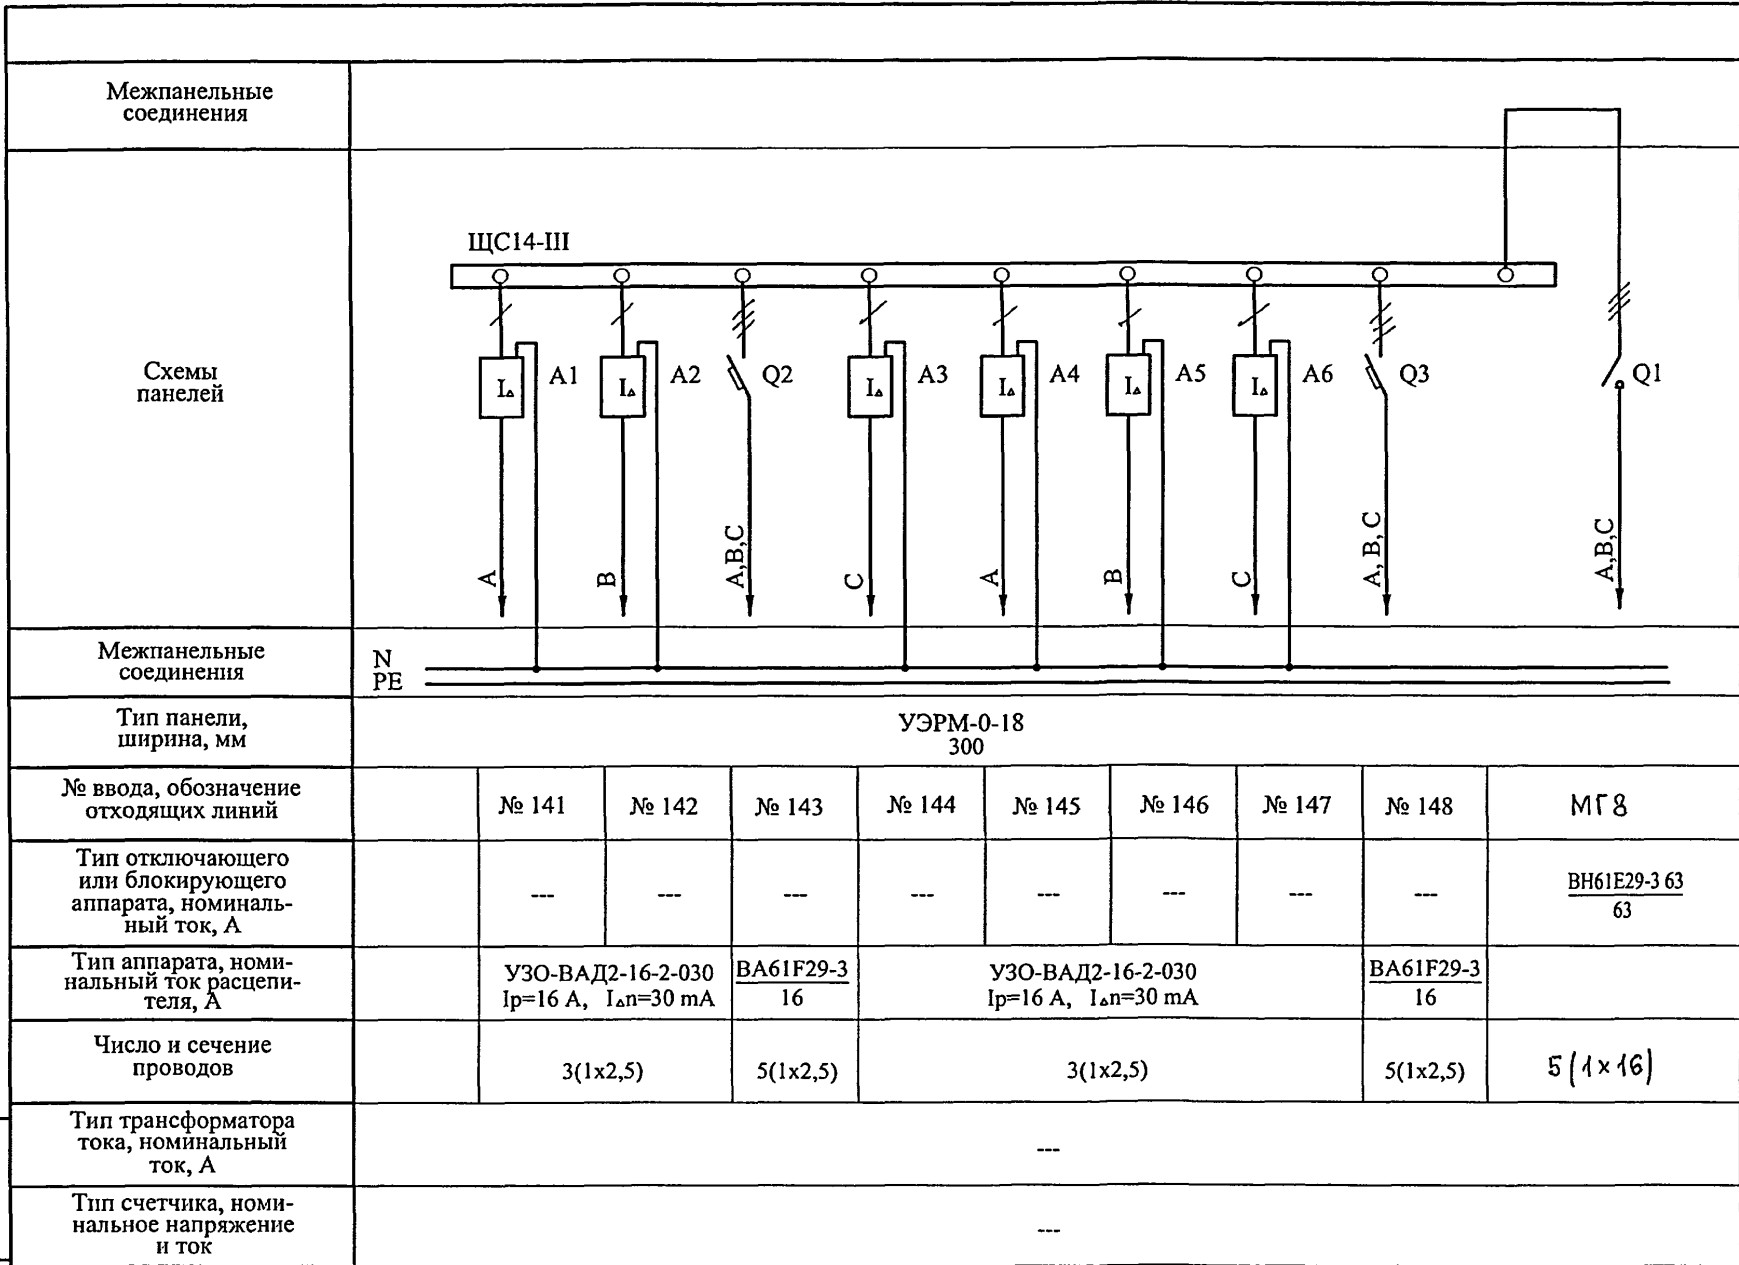 Межпанельные
соединения
ЩС14-III
Схемы
панелей
I▵ A1
I▵ A2
Q2
I▵ A3
I▵ A4
I▵ A5
I▵ A6
Q3
Q1
A
B
A,B,C
C
A
B
C
A, B, C
A,B,C
Межпанельные
соединения
N
PE
Тип панели,
ширина, мм
УЭРМ-0-18
300
№ ввода, обозначение
отходящих линий
№ 141 № 142 № 143 № 144 № 145 № 146 № 147 № 148 МГ8
Тип отключающего
или блокирующего
аппарата, номиналь-
ный ток, А
--- --- --- --- --- --- --- ---
ВН61Е29-3 63
63
Тип аппарата, номи-
нальный ток расцепи-
теля, А
УЗО-ВАД2-16-2-030
Iр=16 А, I▵n=30 mA
ВА61F29-3
16
УЗО-ВАД2-16-2-030
Iр=16 А, I▵n=30 mA
ВА61F29-3
16
Число и сечение
проводов
3(1x2,5) 5(1x2,5) 3(1x2,5) 5(1x2,5) 5(1x16)
Тип трансформатора
тока, номинальный
ток, А
---
Тип счетчика, номи-
нальное напряжение
и ток
---